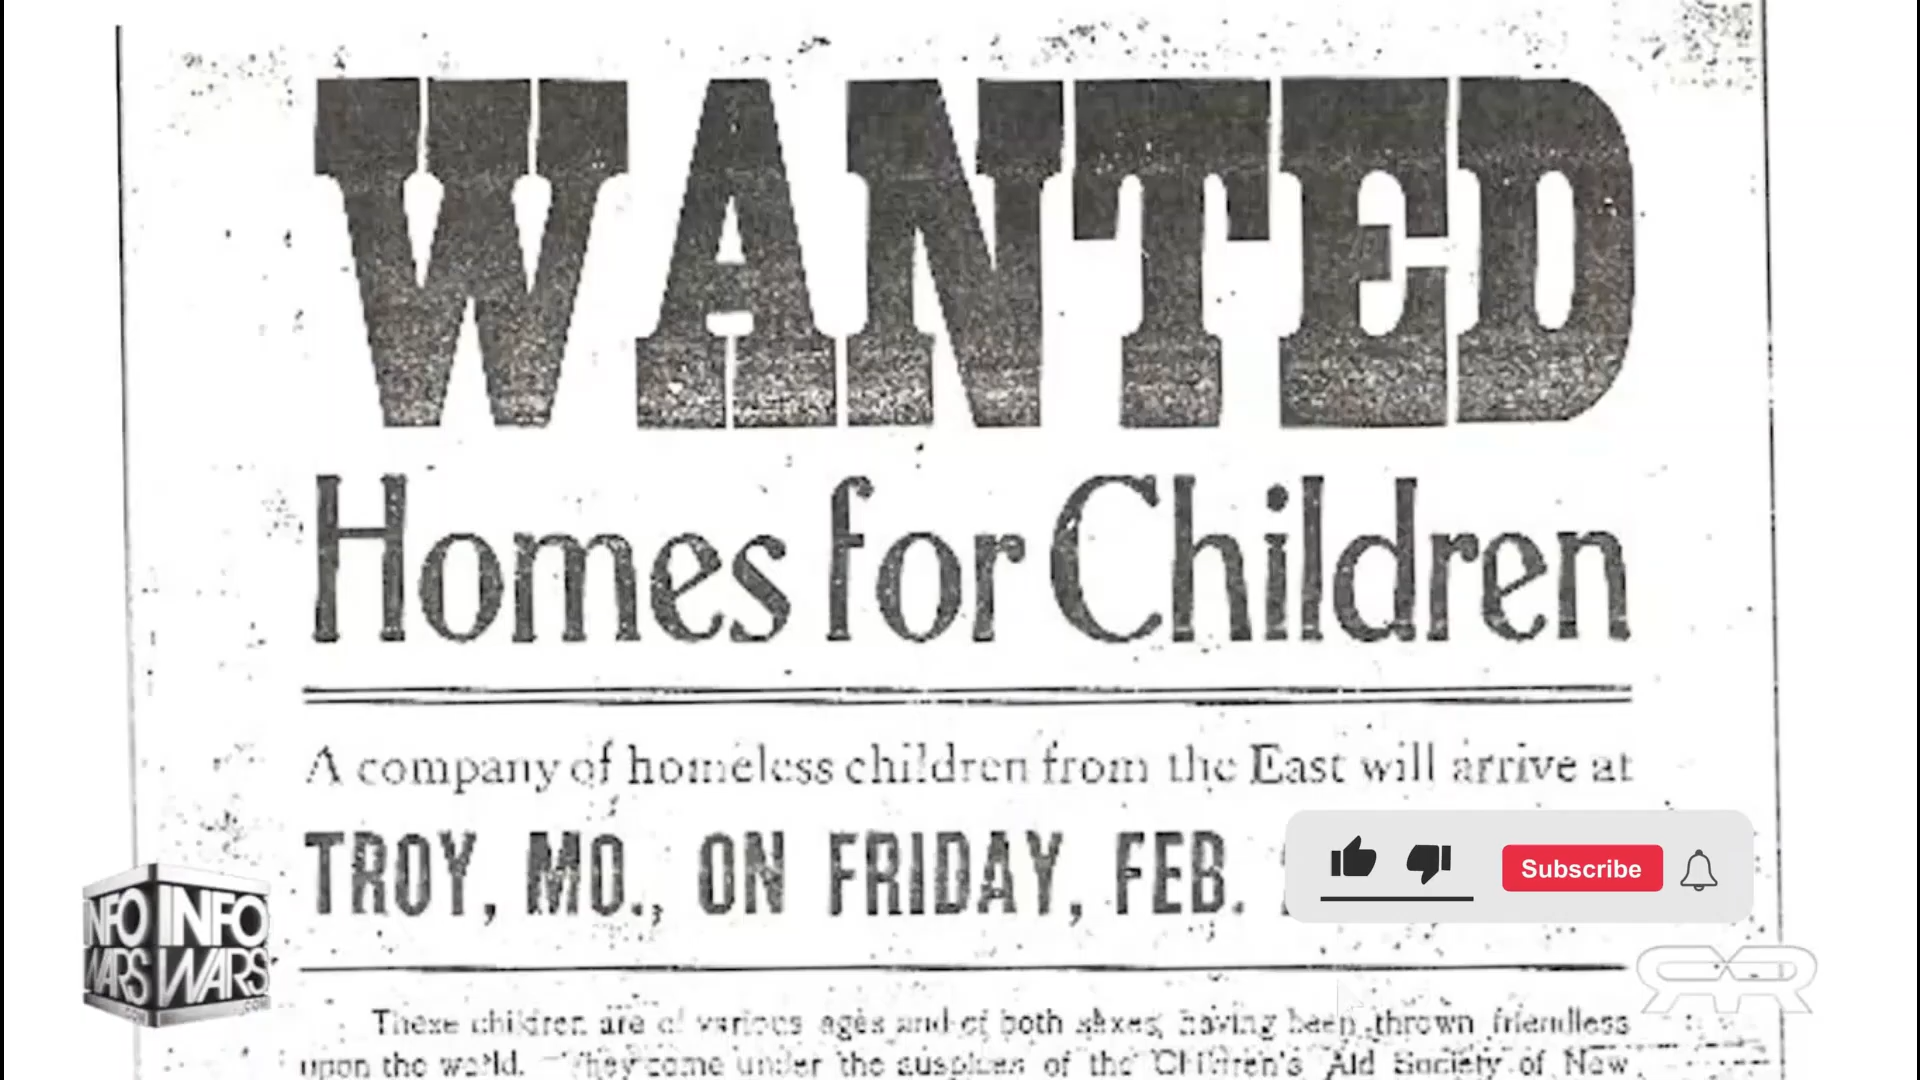 WANTED
Homes for Children
A company of homeless children from the East will arrive at
TROY, MO., ON FRIDAY, FEB.
Subscribe
INFO INFO
WARS WARS
.COM
These children are of various ages and of both sexes, having been thrown friendless
upon the world. They come under the auspices of the Children's Aid Society of New